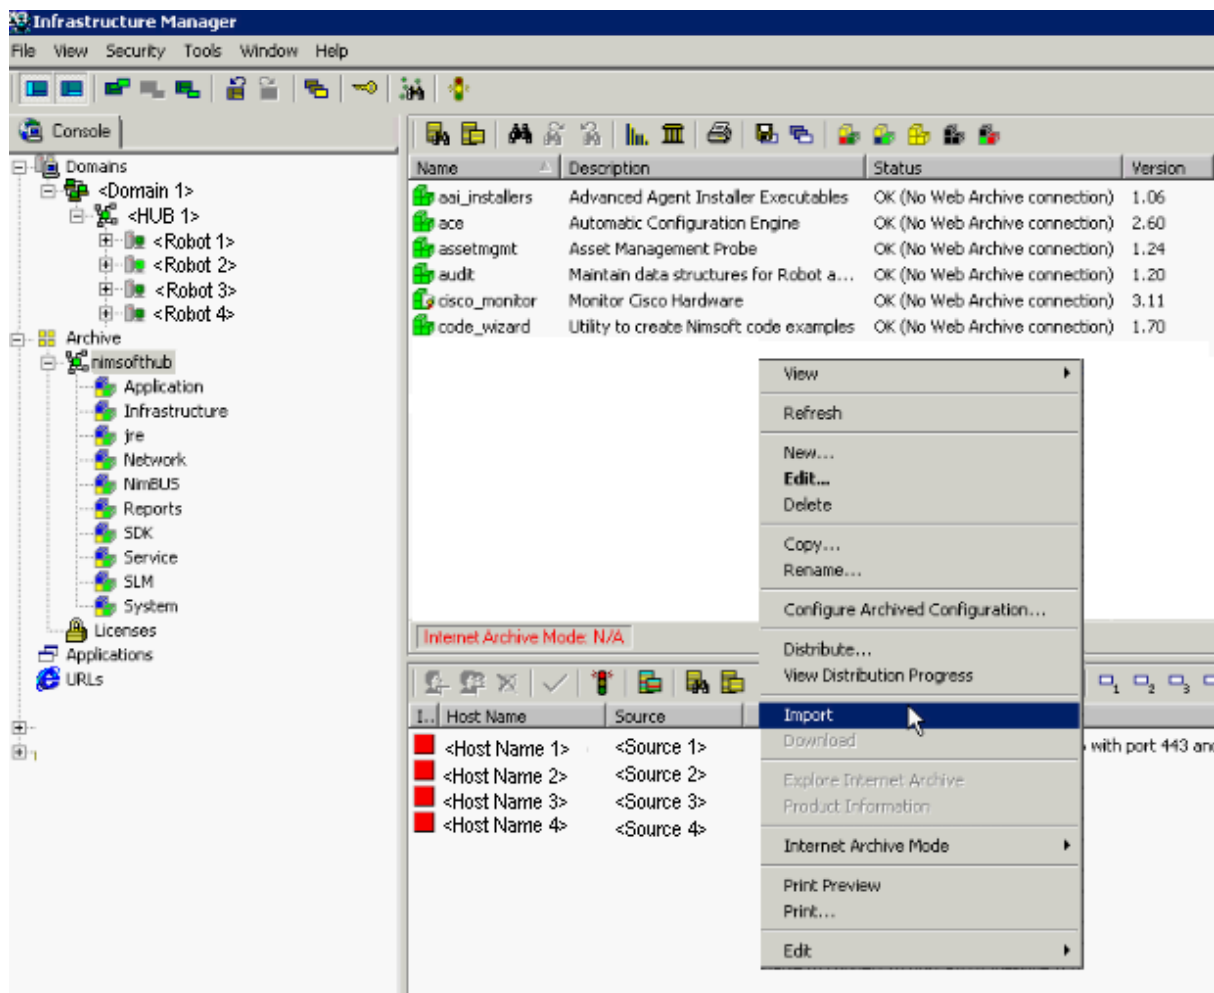 Infrastructure Manager
File View Security Tools Window Help
Console
Domains
<Domain 1>
<HUB 1>
<Robot 1>
<Robot 2>
<Robot 3>
<Robot 4>
Archive
nimsofthub
Application
Infrastructure
jre
Network
NimBUS
Reports
SDK
Service
SLM
System
Licenses
Applications
URLs
Name Description Status Version
aai_installers Advanced Agent Installer Executables OK (No Web Archive connection) 1.06
ace Automatic Configuration Engine OK (No Web Archive connection) 2.60
assetmgmt Asset Management Probe OK (No Web Archive connection) 1.24
audit Maintain data structures for Robot a... OK (No Web Archive connection) 1.20
cisco_monitor Monitor Cisco Hardware OK (No Web Archive connection) 3.11
code_wizard Utility to create Nimsoft code examples OK (No Web Archive connection) 1.70
View
Refresh
New...
Edit...
Delete
Copy...
Rename...
Configure Archived Configuration...
Distribute...
View Distribution Progress
Import
Download
Explore Internet Archive
Product Information
Internet Archive Mode
Print Preview
Print...
Edit
Internet Archive Mode: N/A
1 2 3
I... Host Name Source
<Host Name 1> <Source 1> with port 443 and
<Host Name 2> <Source 2>
<Host Name 3> <Source 3>
<Host Name 4> <Source 4>